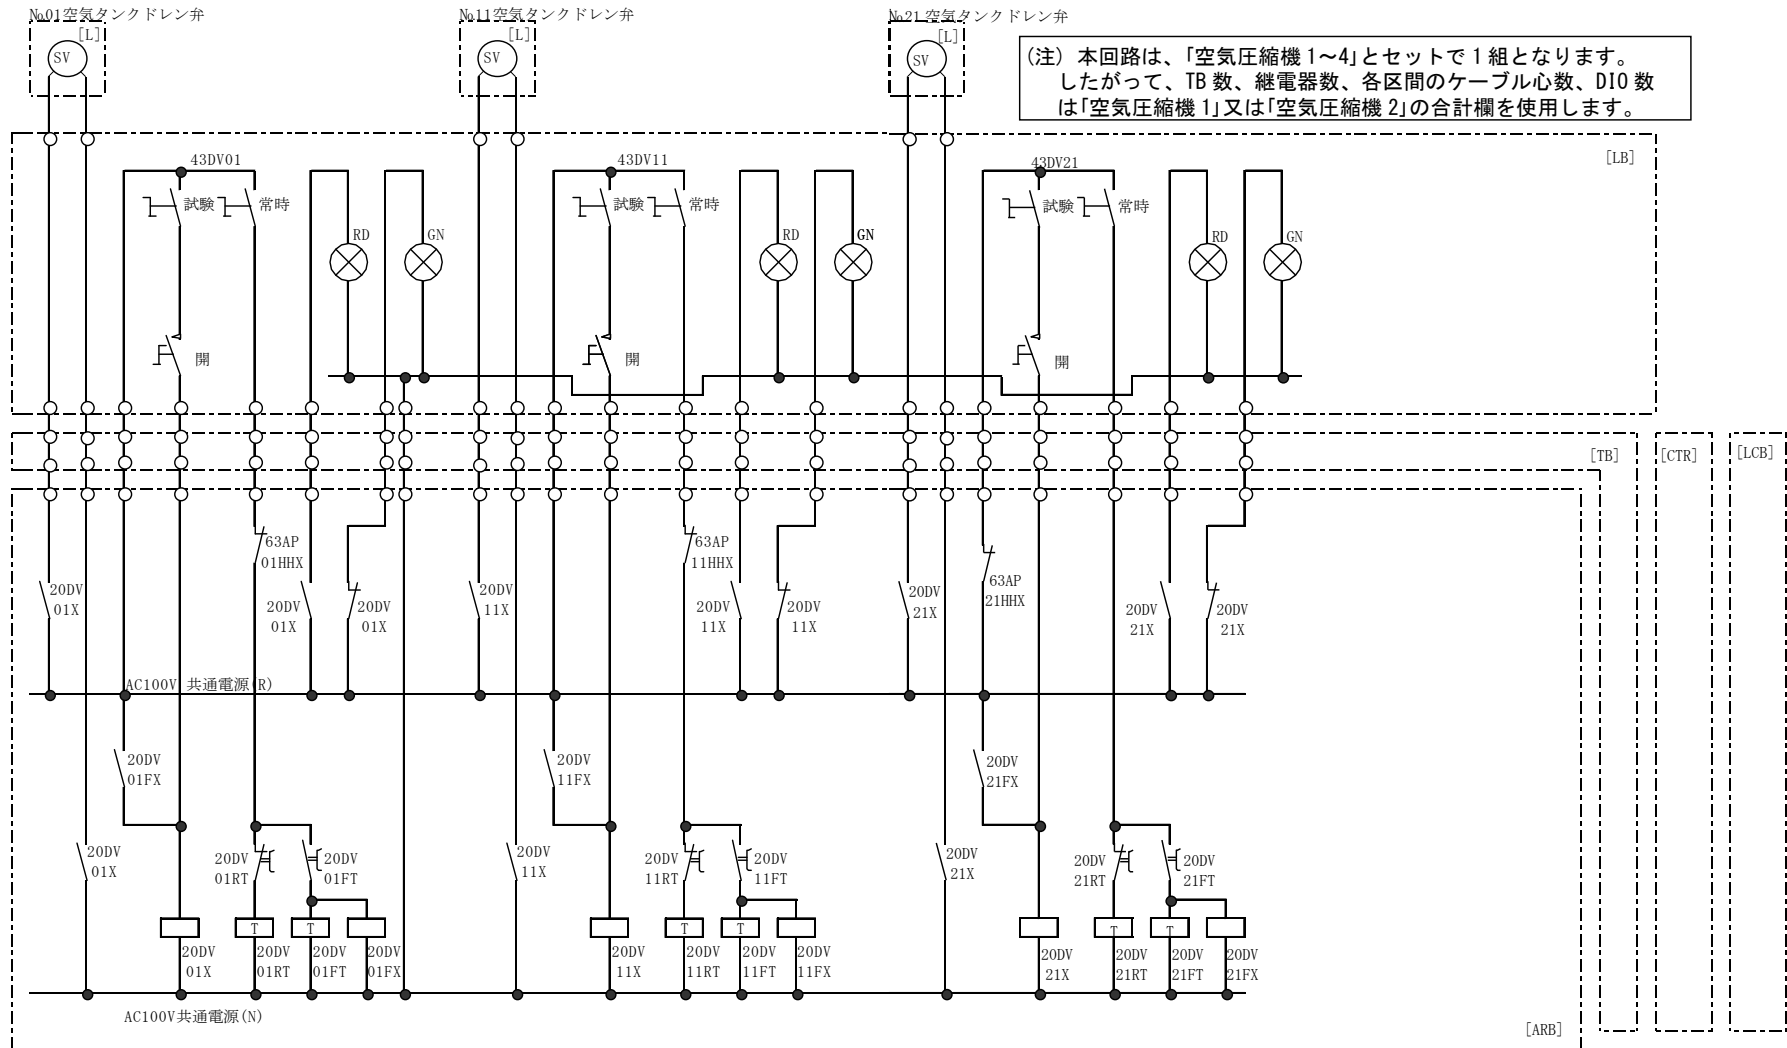 №01空気タンクドレン弁
№11空気タンクドレン弁
№21空気タンクドレン弁
[L]
[L]
[L]
SV
SV
SV
(注) 本回路は、「空気圧縮機1～4」とセットで1組となります。
したがって、TB数、継電器数、各区間のケーブル心数、DIO数
は「空気圧縮機1」又は「空気圧縮機2」の合計欄を使用します。
[LB]
43DV01
43DV11
43DV21
試験
常時
試験
常時
試験
常時
RD
GN
RD
GN
RD
GN
開
開
開
[TB]
[CTR]
[LCB]
63AP
01HHX
63AP
11HHX
63AP
21HHX
20DV
01X
20DV
01X
20DV
01X
20DV
11X
20DV
11X
20DV
11X
20DV
21X
20DV
21X
20DV
21X
AC100V 共通電源(R)
20DV
01FX
20DV
11FX
20DV
21FX
20DV
01X
20DV
01RT
20DV
01FT
20DV
11X
20DV
11RT
20DV
11FT
20DV
21X
20DV
21RT
20DV
21FT
T
T
T
T
T
T
20DV
01X
20DV
01RT
20DV
01FT
20DV
01FX
20DV
11X
20DV
11RT
20DV
11FT
20DV
11FX
20DV
21X
20DV
21RT
20DV
21FT
20DV
21FX
AC100V共通電源(N)
[ARB]